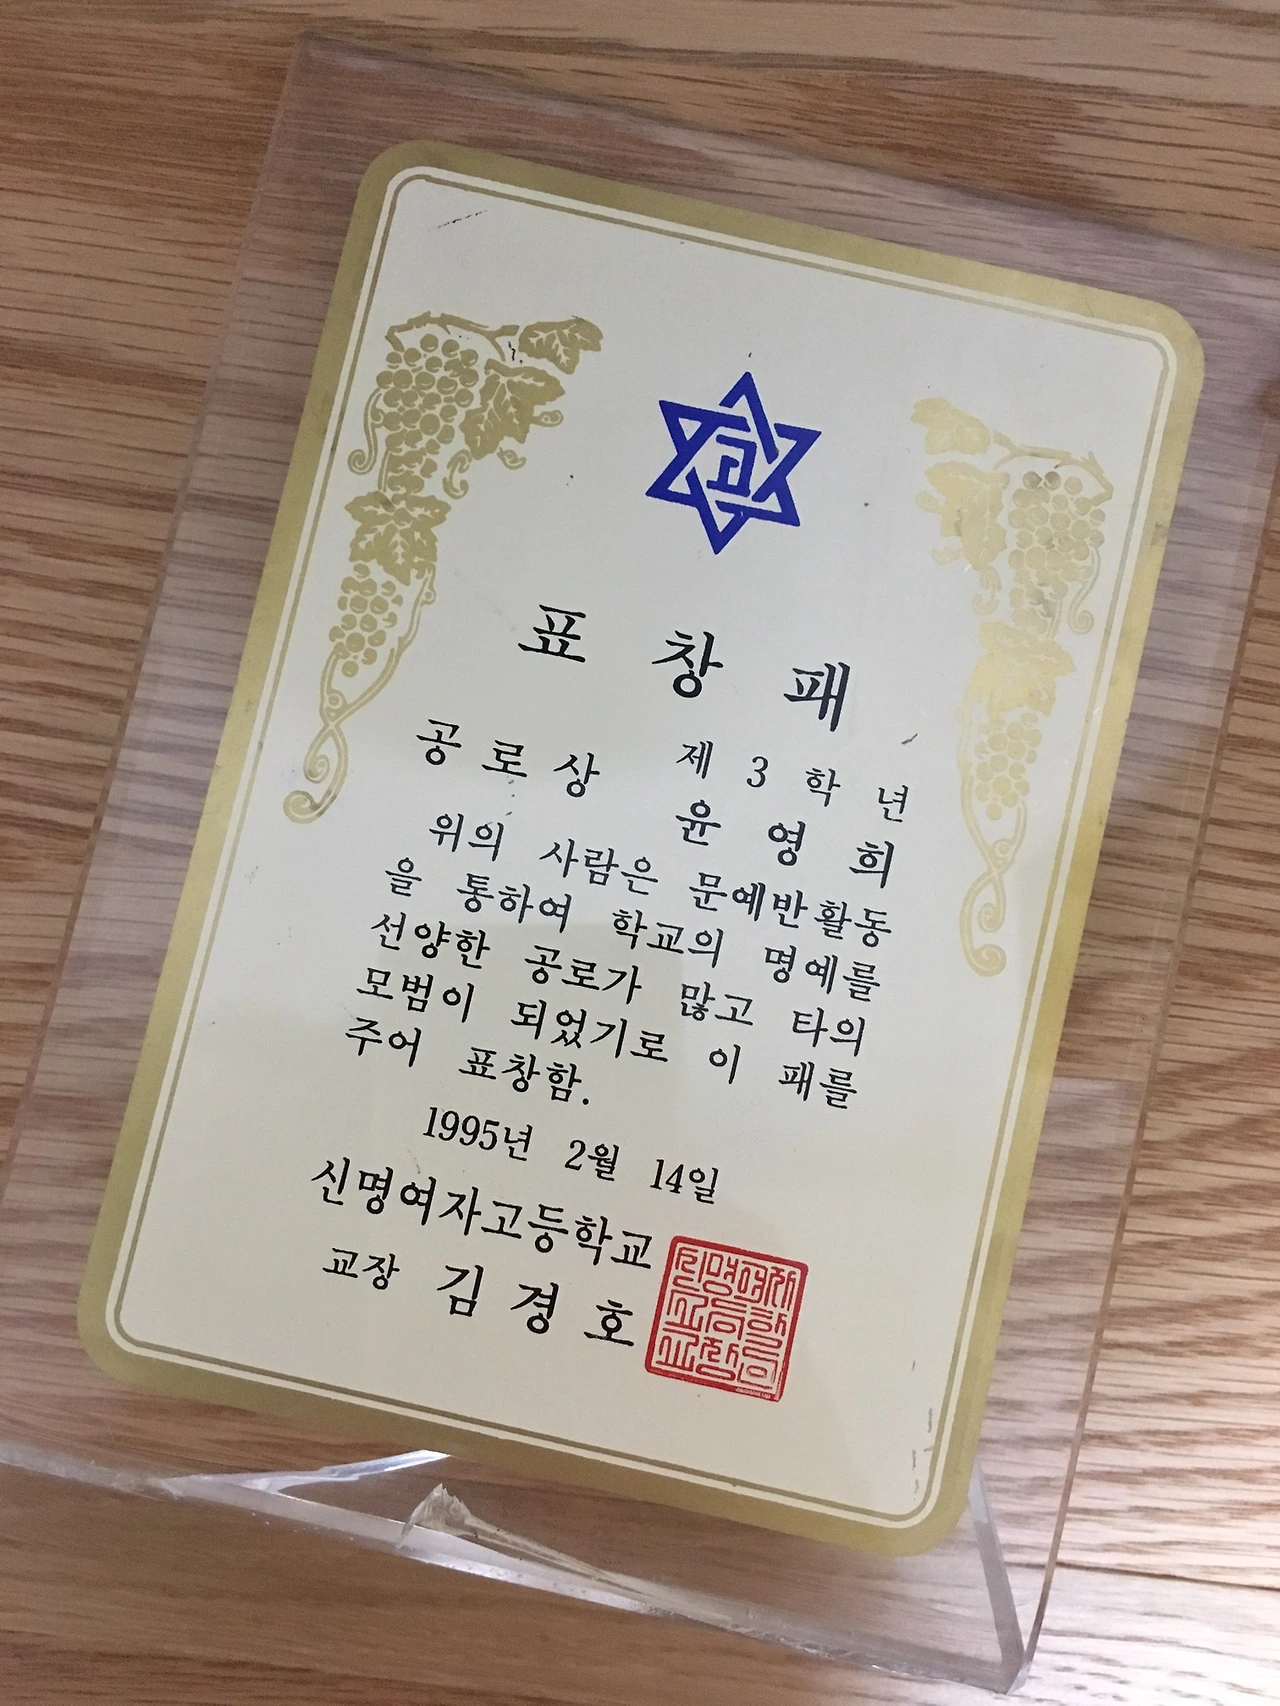 고
표 창 패
공 로 상 제 3 학 년
윤 영 희
위의 사람은 문예반활동
을 통하여 학교의 명예를
선양한 공로가 많고 타의
모범이 되었기로 이 패를
주어 표창함.
1995년 2월 14일
신명여자고등학교
교장 김 경 호